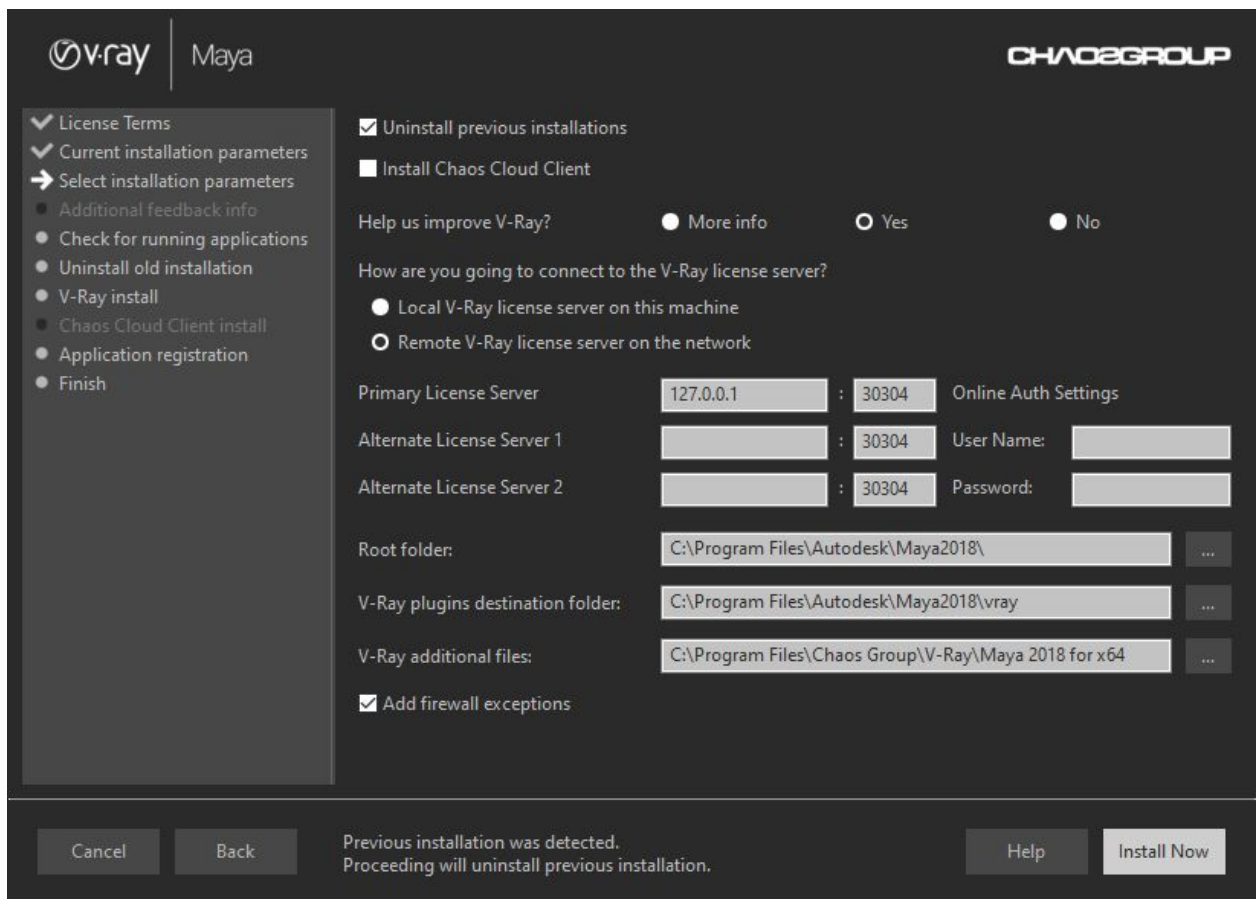 v·ray Maya CHAOSGROUP
License Terms
Current installation parameters
Select installation parameters
Additional feedback info
Check for running applications
Uninstall old installation
V-Ray install
Chaos Cloud Client install
Application registration
Finish
Uninstall previous installations
Install Chaos Cloud Client
Help us improve V-Ray? More info Yes No
How are you going to connect to the V-Ray license server?
Local V-Ray license server on this machine
Remote V-Ray license server on the network
Primary License Server 127.0.0.1 : 30304 Online Auth Settings
Alternate License Server 1 : 30304 User Name:
Alternate License Server 2 : 30304 Password:
Root folder: C:\Program Files\Autodesk\Maya2018\ ...
V-Ray plugins destination folder: C:\Program Files\Autodesk\Maya2018\vray ...
V-Ray additional files: C:\Program Files\Chaos Group\V-Ray\Maya 2018 for x64 ...
Add firewall exceptions
Cancel Back
Previous installation was detected.
Proceeding will uninstall previous installation.
Help Install Now